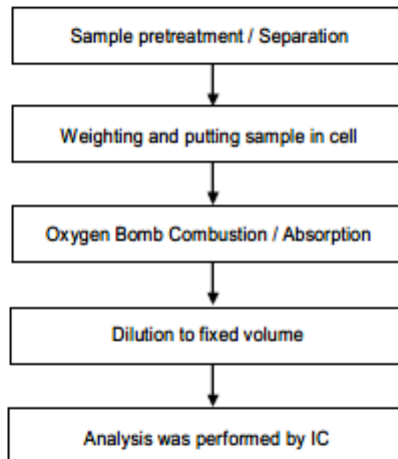 Sample pretreatment / Separation
Weighting and putting sample in cell
Oxygen Bomb Combustion / Absorption
Dilution to fixed volume
Analysis was performed by IC